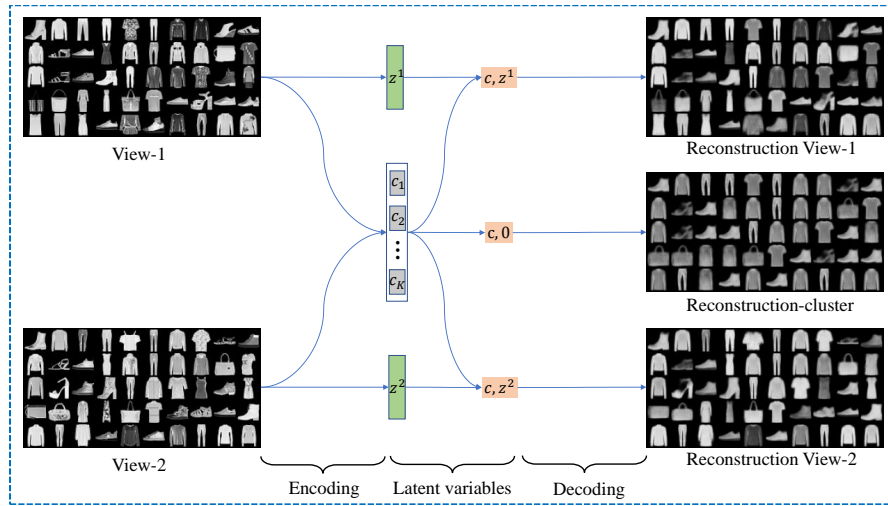 z¹
c, z¹
View-1
Reconstruction View-1
c₁
c₂
c, 0
⋮
c_K
Reconstruction-cluster
z²
c, z²
View-2
Reconstruction View-2
Encoding
Latent variables
Decoding